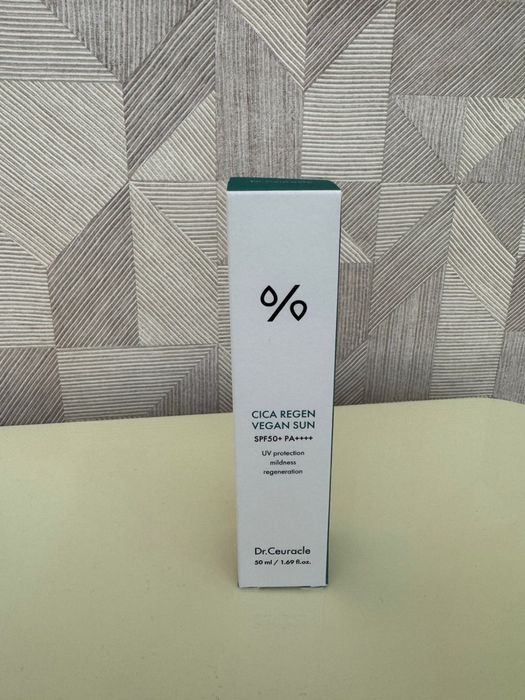 %
CICA REGEN
VEGAN SUN
SPF50+ PA++++
UV protection
mildness
regeneration
Dr.Ceuracle
50 ml / 1.69 fl.oz.